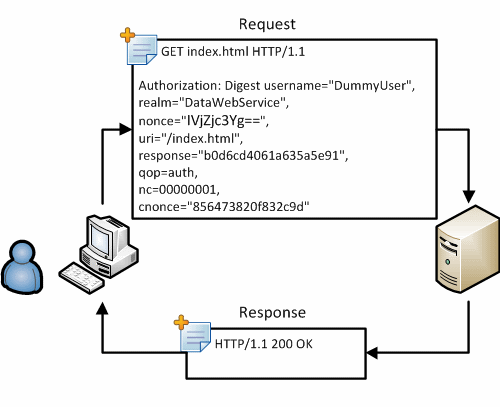 Request
GET index.html HTTP/1.1
Authorization: Digest username="DummyUser",
realm="DataWebService",
nonce="IVjZjc3Yg==",
uri="/index.html",
response="b0d6cd4061a635a5e91",
qop=auth,
nc=00000001,
cnonce="856473820f832c9d"
Response
HTTP/1.1 200 OK